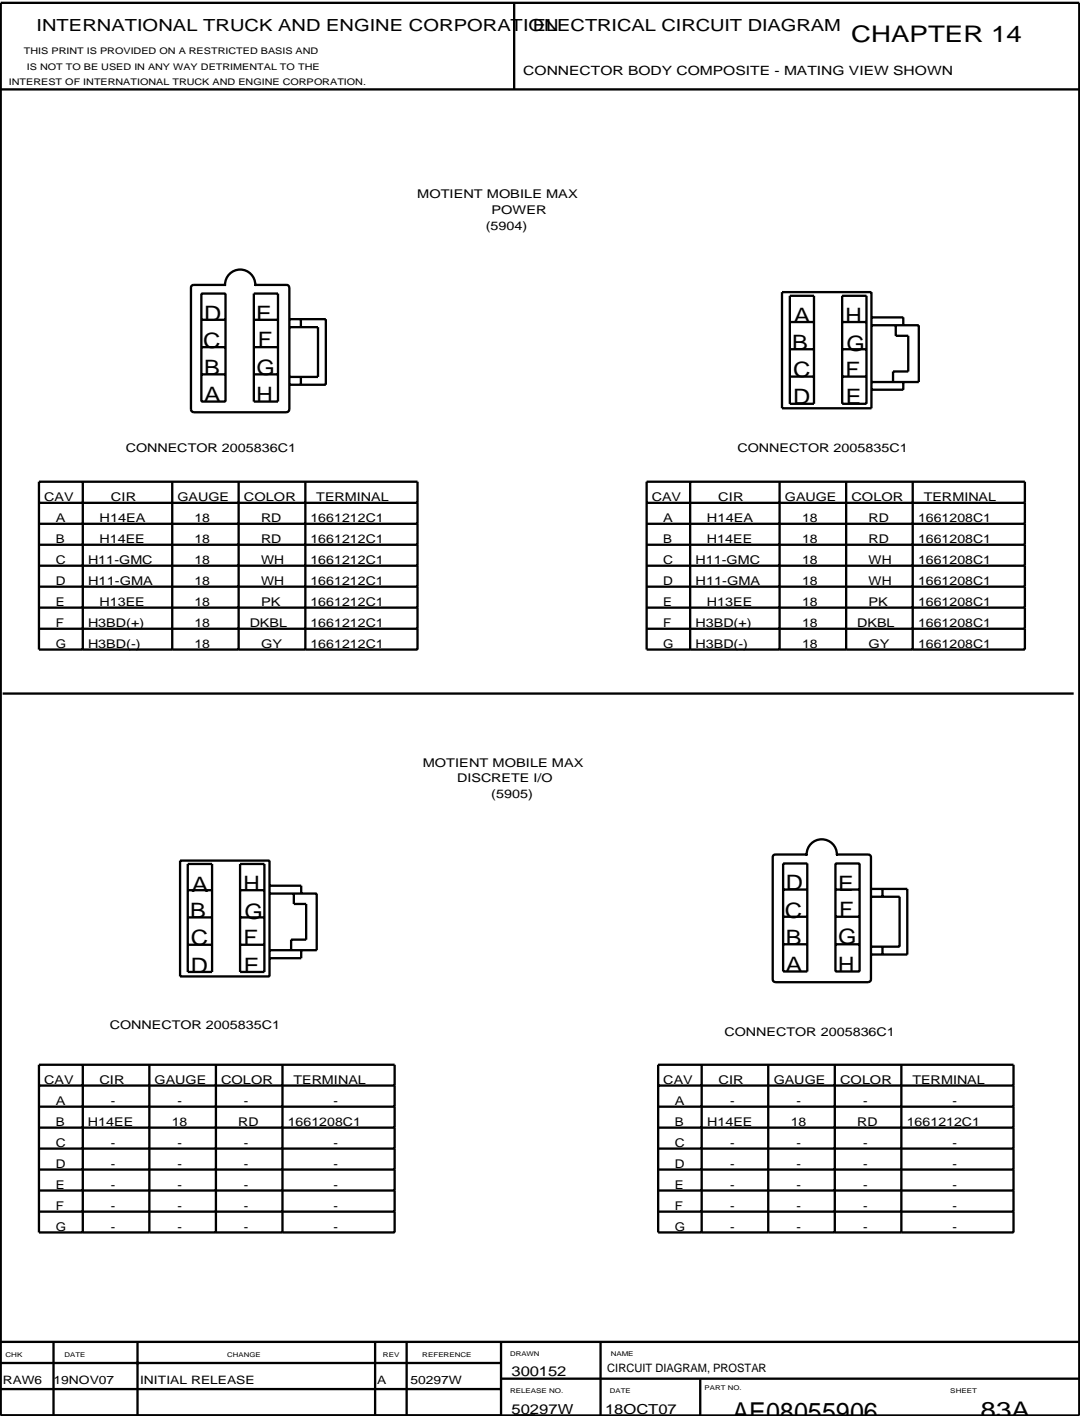 INTERNATIONAL TRUCK AND ENGINE CORPORATION
THIS PRINT IS PROVIDED ON A RESTRICTED BASIS AND
IS NOT TO BE USED IN ANY WAY DETRIMENTAL TO THE
INTEREST OF INTERNATIONAL TRUCK AND ENGINE CORPORATION.
ELECTRICAL CIRCUIT DIAGRAM CHAPTER 14
CONNECTOR BODY COMPOSITE - MATING VIEW SHOWN
MOTIENT MOBILE MAX
POWER
(5904)
D E
C F
B G
A H
CONNECTOR 2005836C1
CAV CIR GAUGE COLOR TERMINAL
A H14EA 18 RD 1661212C1
B H14EE 18 RD 1661212C1
C H11-GMC 18 WH 1661212C1
D H11-GMA 18 WH 1661212C1
E H13EE 18 PK 1661212C1
F H3BD(+) 18 DKBL 1661212C1
G H3BD(-) 18 GY 1661212C1
A H
B G
C F
D E
CONNECTOR 2005835C1
CAV CIR GAUGE COLOR TERMINAL
A H14EA 18 RD 1661208C1
B H14EE 18 RD 1661208C1
C H11-GMC 18 WH 1661208C1
D H11-GMA 18 WH 1661208C1
E H13EE 18 PK 1661208C1
F H3BD(+) 18 DKBL 1661208C1
G H3BD(-) 18 GY 1661208C1
MOTIENT MOBILE MAX
DISCRETE I/O
(5905)
A H
B G
C F
D E
CONNECTOR 2005835C1
CAV CIR GAUGE COLOR TERMINAL
A - - - -
B H14EE 18 RD 1661208C1
C - - - -
D - - - -
E - - - -
F - - - -
G - - - -
D E
C F
B G
A H
CONNECTOR 2005836C1
CAV CIR GAUGE COLOR TERMINAL
A - - - -
B H14EE 18 RD 1661212C1
C - - - -
D - - - -
E - - - -
F - - - -
G - - - -
CHK DATE CHANGE REV REFERENCE
RAW6 19NOV07 INITIAL RELEASE A 50297W
DRAWN
300152
NAME
CIRCUIT DIAGRAM, PROSTAR
RELEASE NO.
50297W
DATE
18OCT07
PART NO.
AE08055906
SHEET
83A